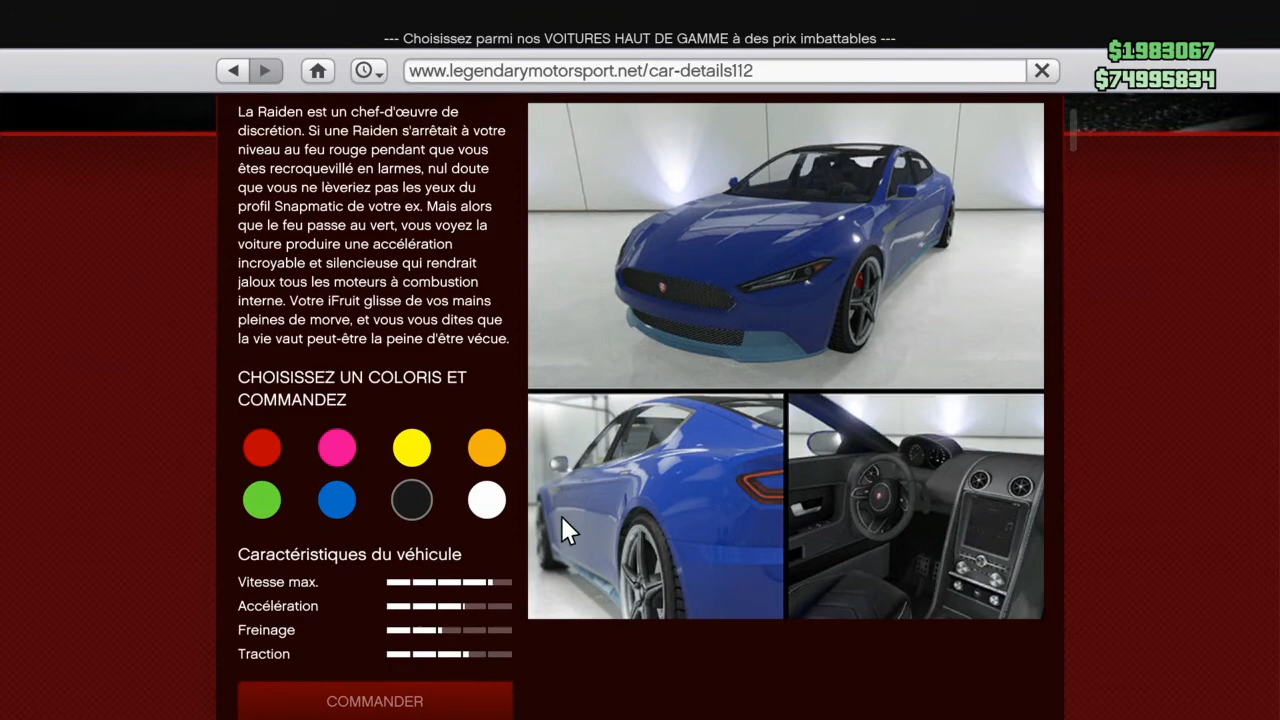 --- Choisissez parmi nos VOITURES HAUT DE GAMME à des prix imbattables ---
$1983067
www.legendarymotorsport.net/car-details112
$74995834
La Raiden est un chef-d'œuvre de
discrétion. Si une Raiden s'arrêtait à votre
niveau au feu rouge pendant que vous
êtes recroquevillé en larmes, nul doute
que vous ne lèveriez pas les yeux du
profil Snapmatic de votre ex. Mais alors
que le feu passe au vert, vous voyez la
voiture produire une accélération
incroyable et silencieuse qui rendrait
jaloux tous les moteurs à combustion
interne. Votre iFruit glisse de vos mains
pleines de morve, et vous vous dites que
la vie vaut peut-être la peine d'être vécue.
CHOISISSEZ UN COLORIS ET
COMMANDEZ
Caractéristiques du véhicule
Vitesse max.
Accélération
Freinage
Traction
COMMANDER